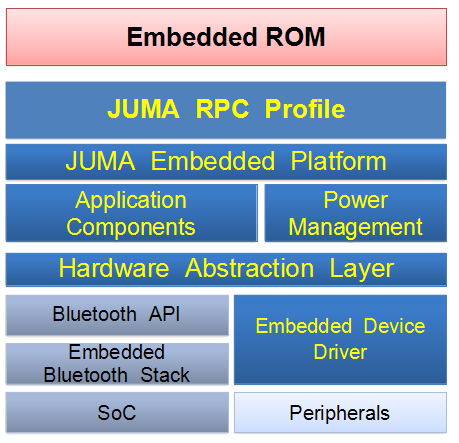 Embedded ROM
JUMA RPC Profile
JUMA Embedded Platform
Application
Components
Power
Management
Hardware Abstraction Layer
Bluetooth API
Embedded
Bluetooth Stack
Embedded Device
Driver
SoC
Peripherals